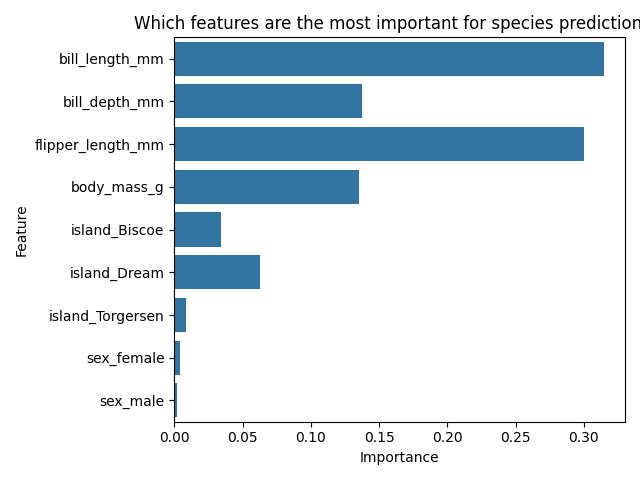 Which features are the most important for species prediction
bill_length_mm
bill_depth_mm
flipper_length_mm
body_mass_g
island_Biscoe
island_Dream
island_Torgersen
sex_female
sex_male
Feature
0.00 0.05 0.10 0.15 0.20 0.25 0.30
Importance